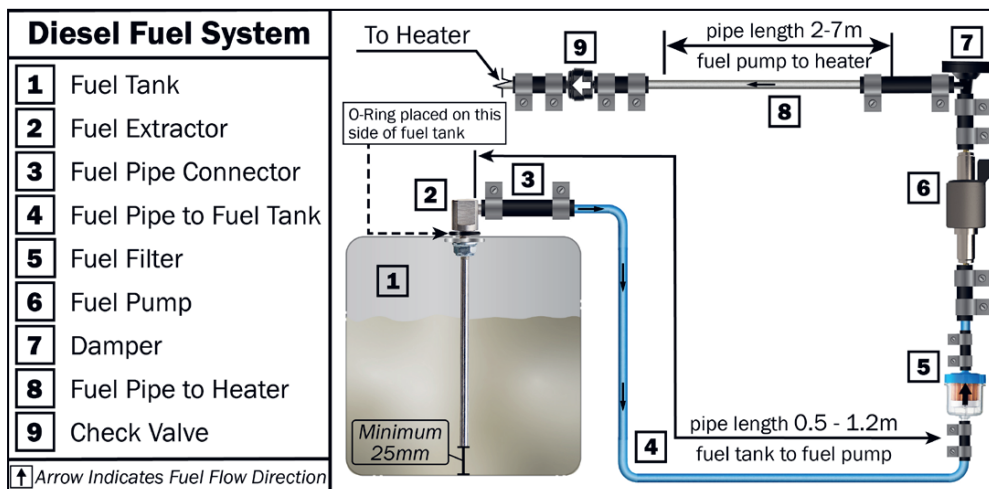 Diesel Fuel System
1 Fuel Tank
2 Fuel Extractor
3 Fuel Pipe Connector
4 Fuel Pipe to Fuel Tank
5 Fuel Filter
6 Fuel Pump
7 Damper
8 Fuel Pipe to Heater
9 Check Valve
Arrow Indicates Fuel Flow Direction
To Heater
9
pipe length 2-7m
fuel pump to heater
7
8
O-Ring placed on this
side of fuel tank
2
3
6
1
5
Minimum
25mm
4
pipe length 0.5 - 1.2m
fuel tank to fuel pump